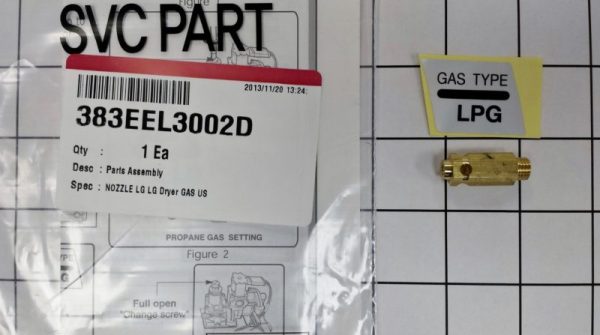 Figure
SVC PART
2013/11/20 13:24:
383EEL3002D
Qty : 1 Ea
Desc : Parts Assembly
Spec : NOZZLE LG LG Dryer GAS US
PROPANE GAS SETTING
Figure 2
Full open
"Change screw"
GAS TYPE
LPG